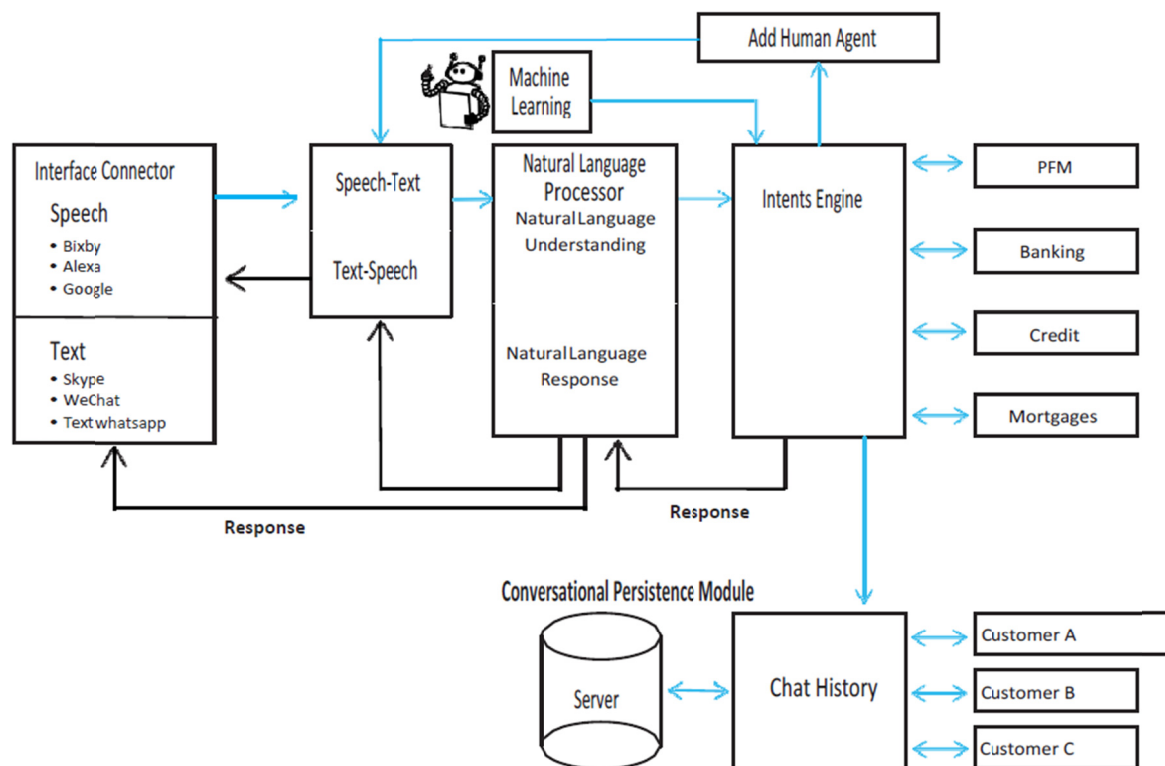 Add Human Agent
Machine
Learning
Interface Connector
Speech
• Bixby
• Alexa
• Google
Text
• Skype
• WeChat
• Textwhatsapp
Speech-Text
Text-Speech
Natural Language
Processor
Natural Language
Understanding
Natural Language
Response
Intents Engine
PFM
Banking
Credit
Mortgages
Response
Response
Conversational Persistence Module
Server
Chat History
Customer A
Customer B
Customer C